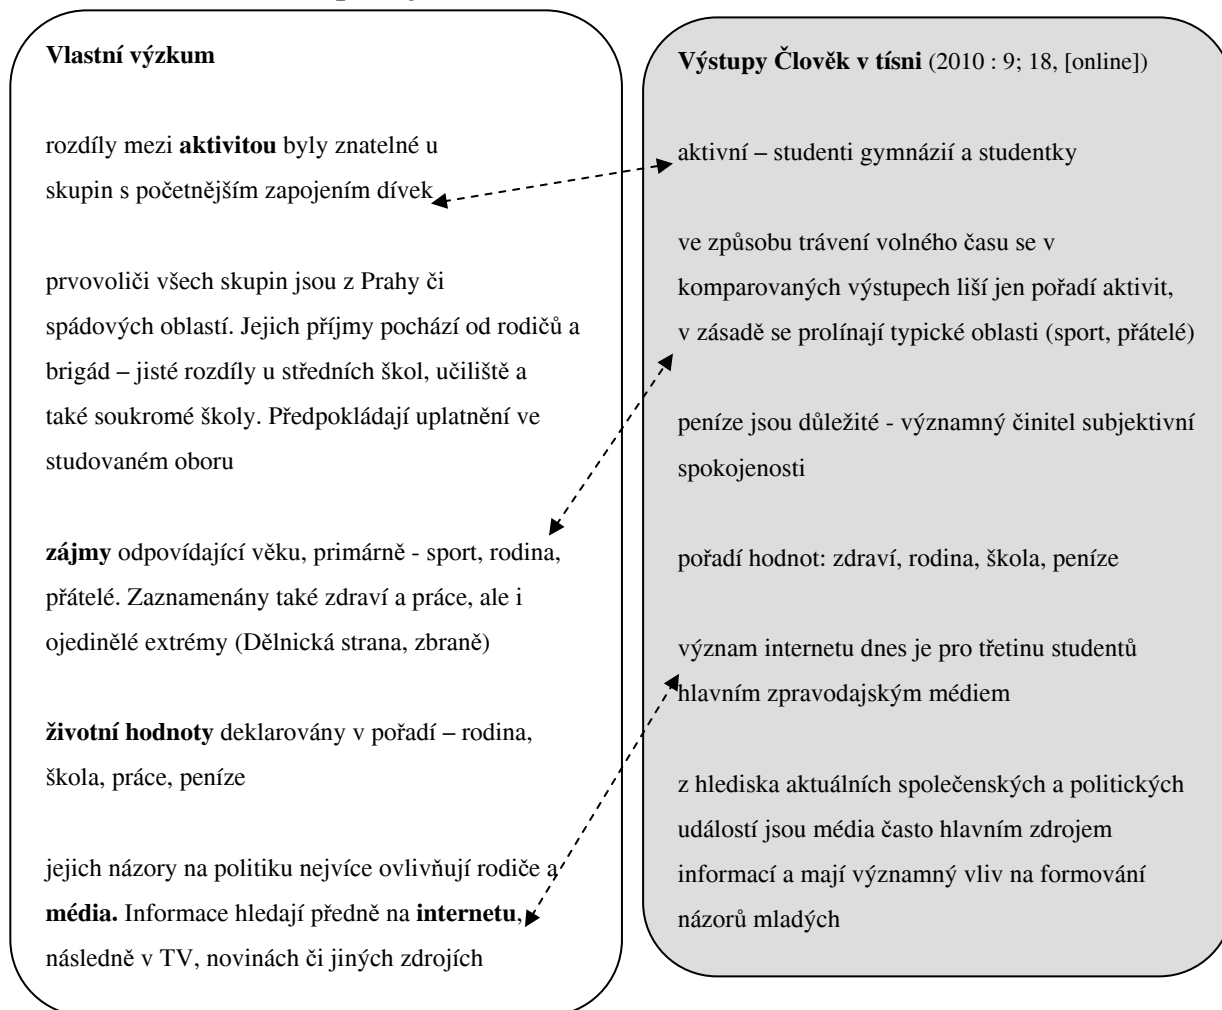 Vlastní výzkum
rozdíly mezi aktivitou byly znatelné u
skupin s početnějším zapojením dívek
prvovoliči všech skupin jsou z Prahy či
spádových oblastí. Jejich příjmy pochází od rodičů a
brigád – jisté rozdíly u středních škol, učiliště a
také soukromé školy. Předpokládají uplatnění ve
studovaném oboru
zájmy odpovídající věku, primárně - sport, rodina,
přátelé. Zaznamenány také zdraví a práce, ale i
ojedinělé extrémy (Dělnická strana, zbraně)
životní hodnoty deklarovány v pořadí – rodina,
škola, práce, peníze
jejich názory na politiku nejvíce ovlivňují rodiče a
média. Informace hledají předně na internetu,
následně v TV, novinách či jiných zdrojích
Výstupy Člověk v tísni (2010 : 9; 18, [online])
aktivní – studenti gymnázií a studentky
ve způsobu trávení volného času se v
komparovaných výstupech liší jen pořadí aktivit,
v zásadě se prolínají typické oblasti (sport, přátelé)
peníze jsou důležité - významný činitel subjektivní
spokojenosti
pořadí hodnot: zdraví, rodina, škola, peníze
význam internetu dnes je pro třetinu studentů
hlavním zpravodajským médiem
z hlediska aktuálních společenských a politických
událostí jsou média často hlavním zdrojem
informací a mají významný vliv na formování
názorů mladých